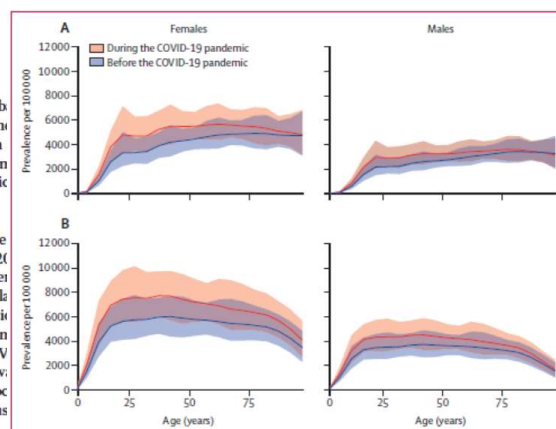 A
Females
Males
During the COVID-19 pandemic
Before the COVID-19 pandemic
Prevalence per 100 000
12000
10000
8000
6000
4000
2000
0
B
Prevalence per 100 000
12000
10000
8000
6000
4000
2000
0
0 25 50 75
Age (years)
0 25 50 75
Age (years)